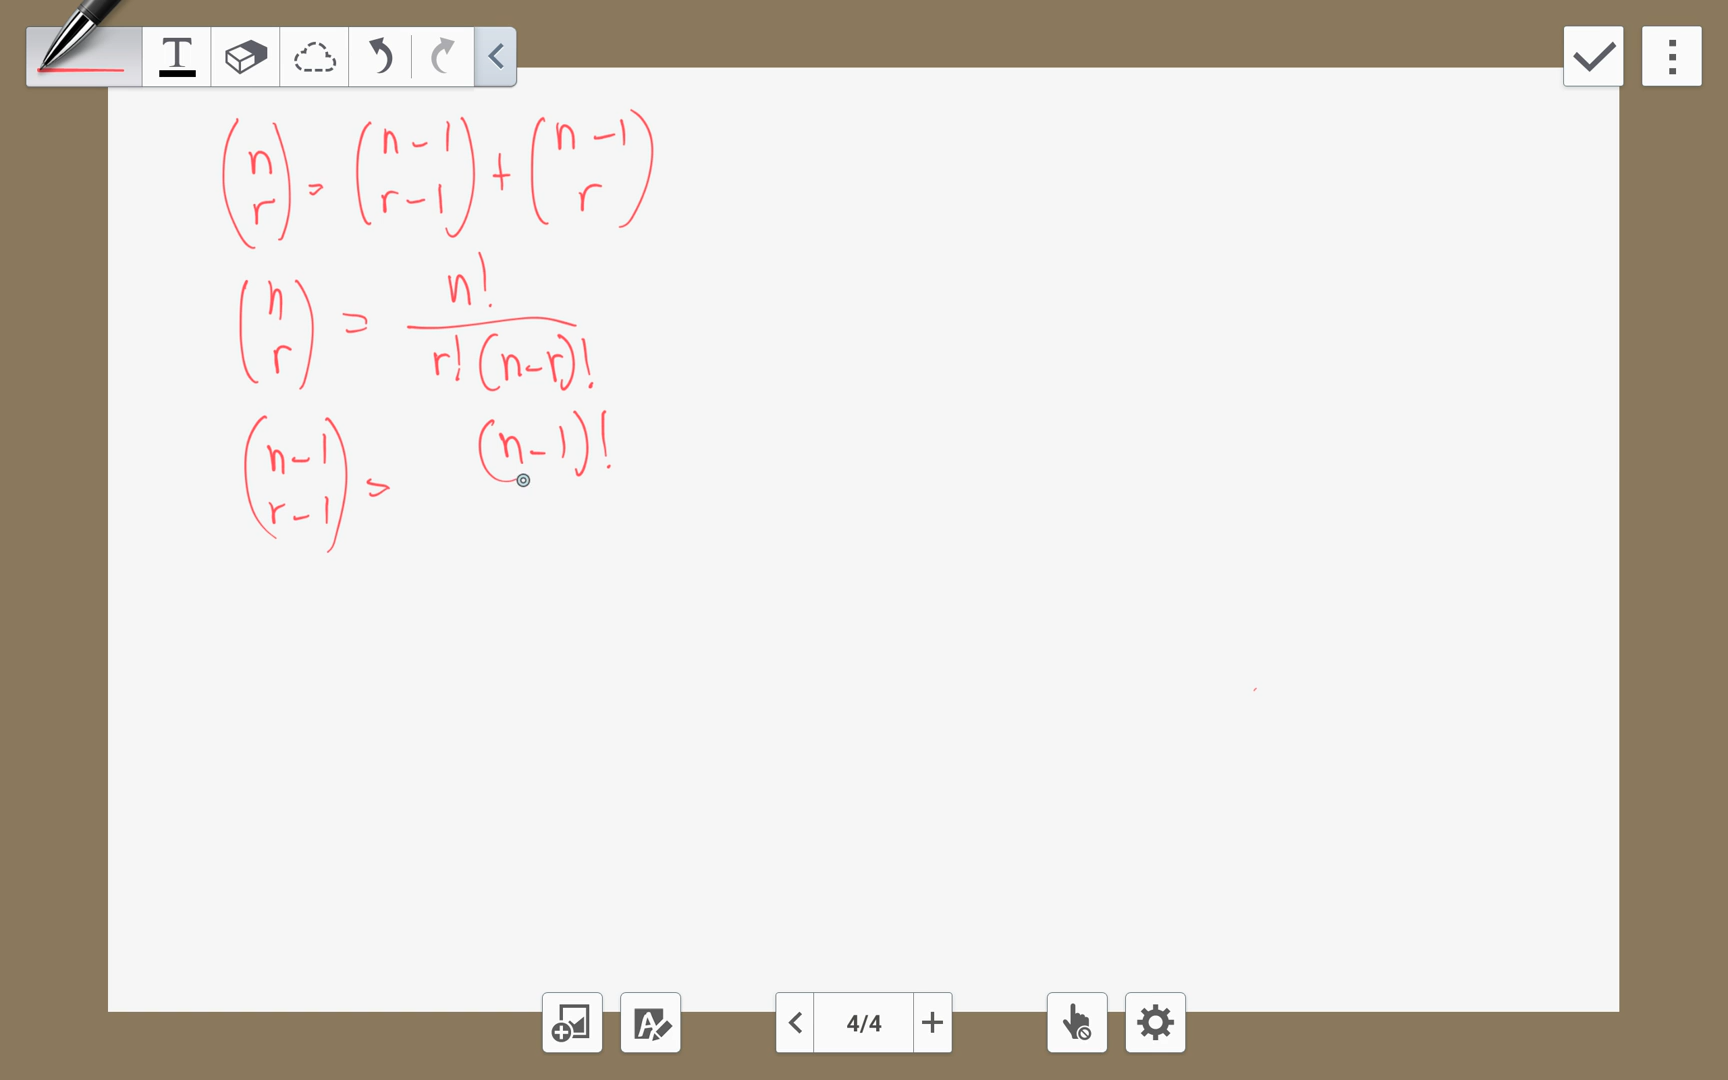 T
(n r) = (n-1 r-1) + (n-1 r)
(n r) = n! / r! (n-r)!
(n-1 r-1) = (n-1)!
A
4/4